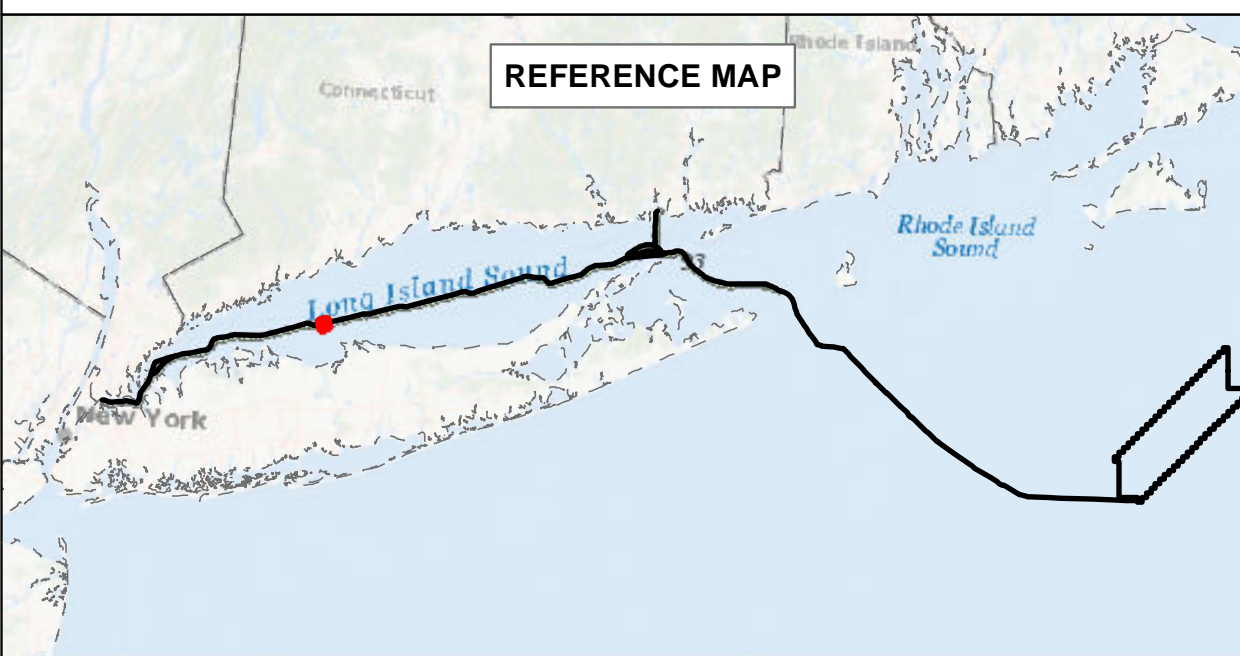 Rhode Island
REFERENCE MAP
Connecticut
Rhode Island
Sound
Long Island Sound
New York